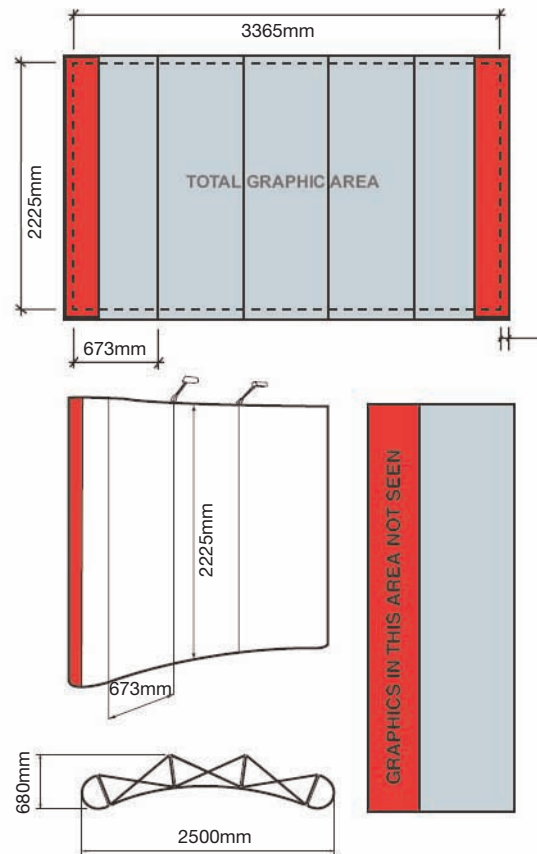 3365mm
TOTAL GRAPHIC AREA
2225mm
673mm
2225mm
673mm
GRAPHICS IN THIS AREA NOT SEEN
680mm
2500mm